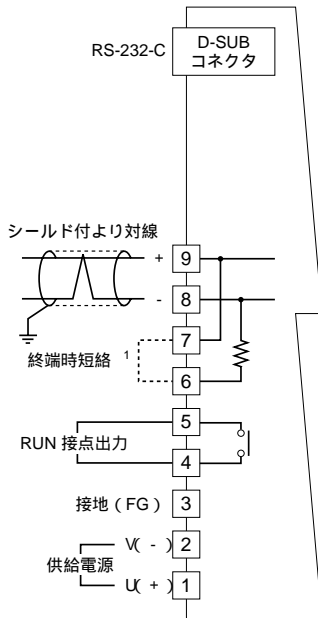 RS-232-C
D-SUB
コネクタ
シールド付より対線
+
9
-
8
7
終端時短絡 1
6
5
RUN 接点出力
4
接地 ( FG )
3
V( - )
2
供給電源
U( + )
1